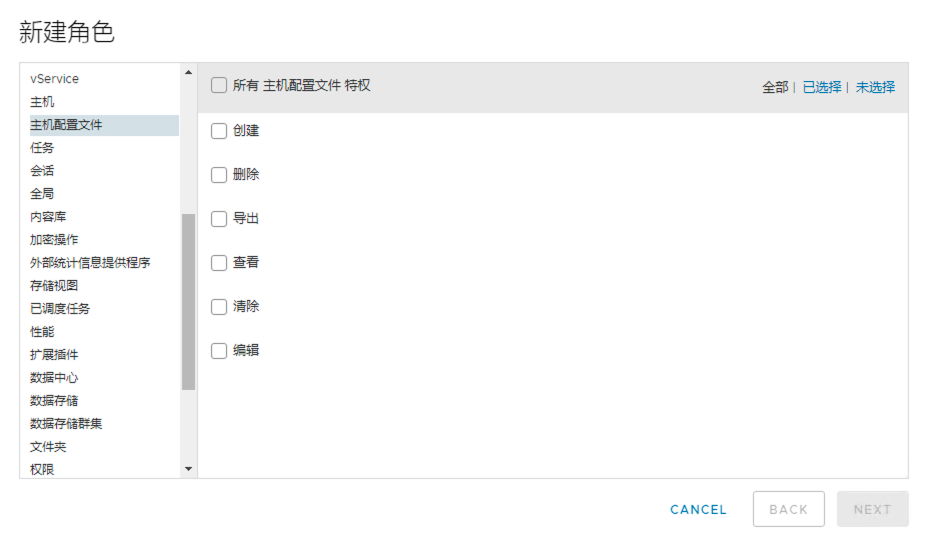 新建角色
vService
主机
主机配置文件
任务
会话
全局
内容库
加密操作
外部统计信息提供程序
存储视图
已调度任务
性能
扩展插件
数据中心
数据存储
数据存储群集
文件夹
权限
所有 主机配置文件 特权
全部 | 已选择 | 未选择
创建
删除
导出
查看
清除
编辑
CANCEL BACK NEXT